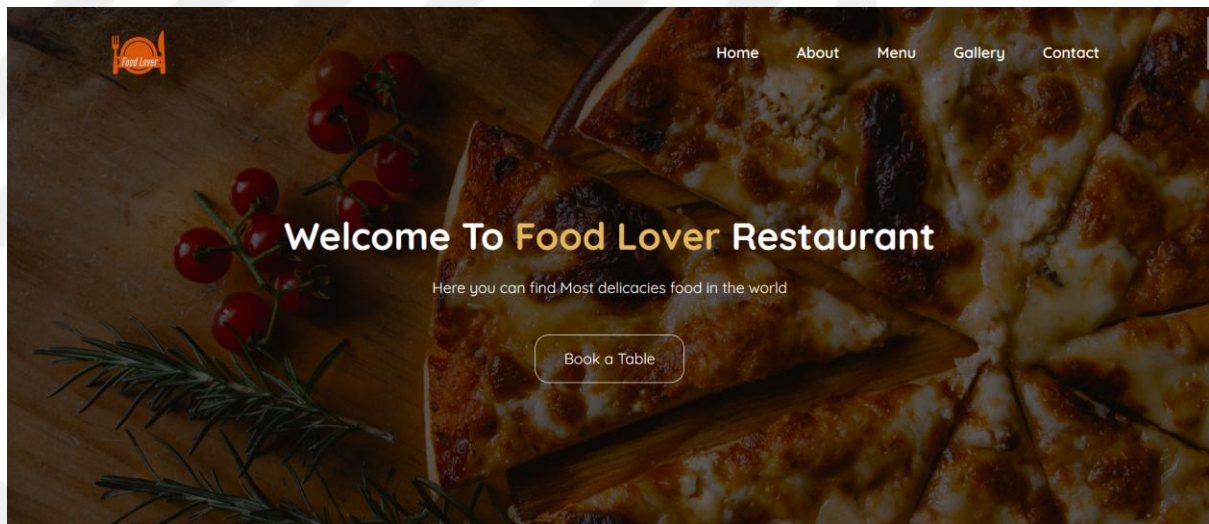 Food Lover
Home About Menu Gallery Contact
Welcome To Food Lover Restaurant
Here you can find Most delicacies food in the world
Book a Table